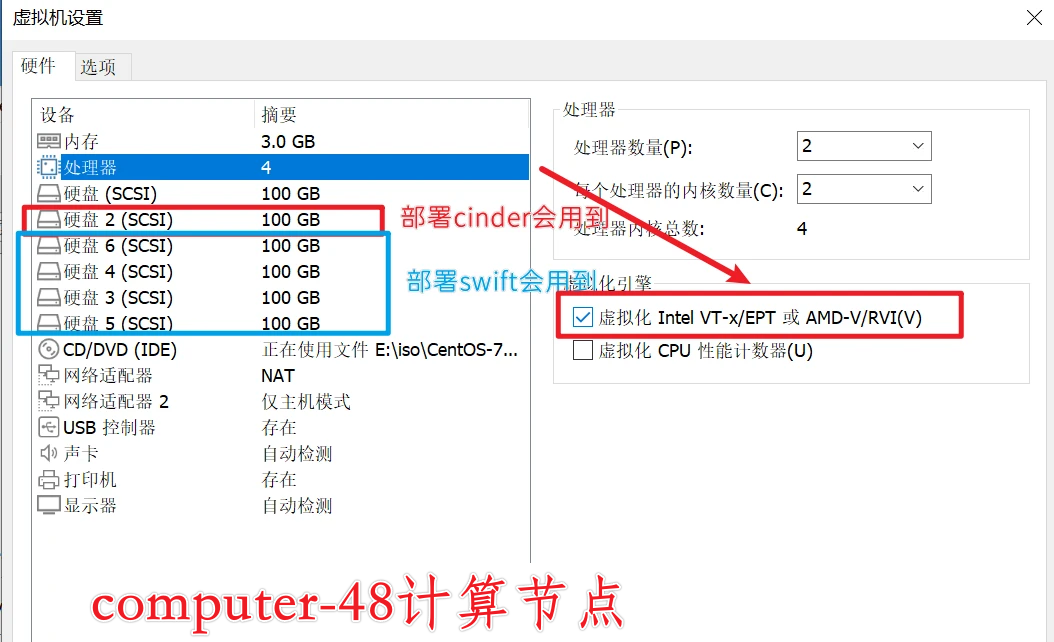 虚拟机设置
硬件 选项
设备 摘要
内存 3.0 GB
处理器 4
硬盘 (SCSI) 100 GB
硬盘 2 (SCSI) 100 GB
硬盘 6 (SCSI) 100 GB
硬盘 4 (SCSI) 100 GB
硬盘 3 (SCSI) 100 GB
硬盘 5 (SCSI) 100 GB
CD/DVD (IDE) 正在使用文件 E:\iso\CentOS-7...
网络适配器 NAT
网络适配器 2 仅主机模式
USB 控制器 存在
声卡 自动检测
打印机 存在
显示器 自动检测
部署cinder会用到
部署swift会用到
处理器
处理器数量(P): 2
每个处理器的内核数量(C): 2
处理器内核总数: 4
虚拟化引擎
虚拟化 Intel VT-x/EPT 或 AMD-V/RVI(V)
虚拟化 CPU 性能计数器(U)
computer-48计算节点